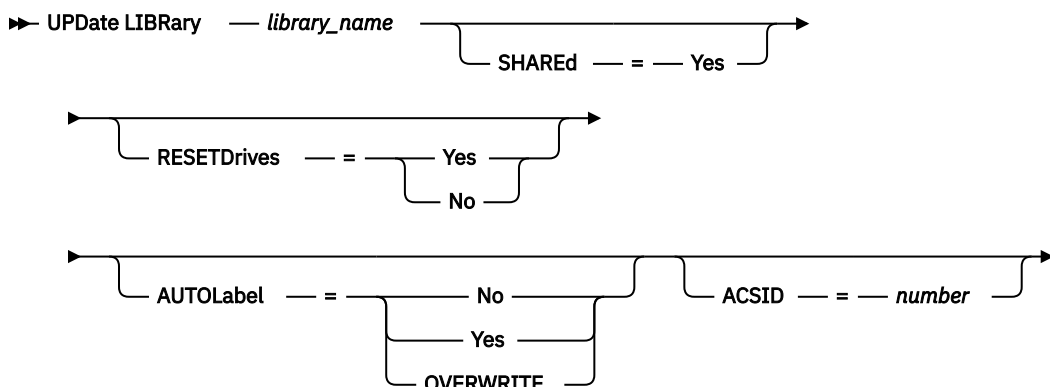 UPDate LIBRary library_name
SHAREd = Yes
RESETDrives = Yes
No
AUTOLabel = No
Yes
OVERWRITE
ACSID = number